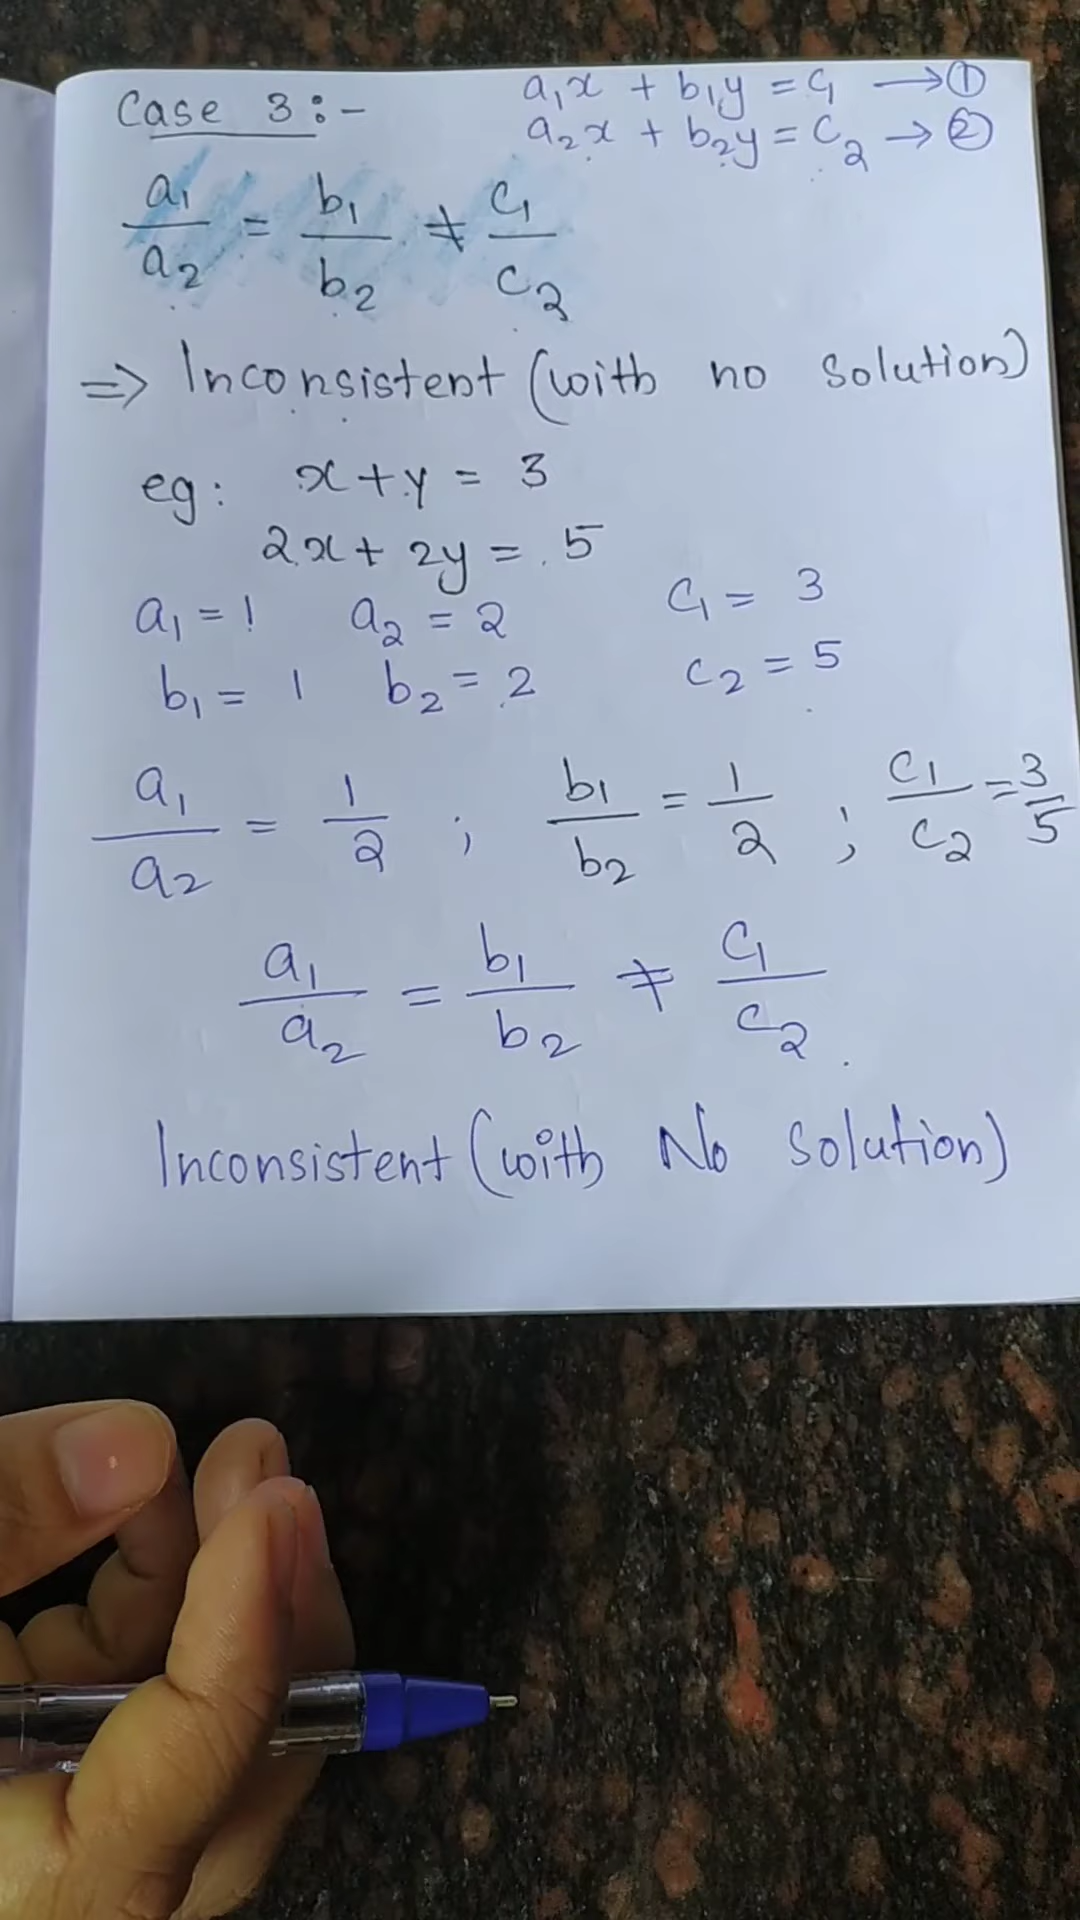 Case 3:-
a₁x + b₁y = c₁ → ①
a₂x + b₂y = c₂ → ②
a₁/a₂ = b₁/b₂ ≠ c₁/c₂
⇒ Inconsistent (with no solution)
eg: x + y = 3
2x + 2y = 5
a₁ = 1 a₂ = 2 c₁ = 3
b₁ = 1 b₂ = 2 c₂ = 5
a₁/a₂ = 1/2 ; b₁/b₂ = 1/2 ; c₁/c₂ = 3/5
a₁/a₂ = b₁/b₂ ≠ c₁/c₂
Inconsistent (with No solution)